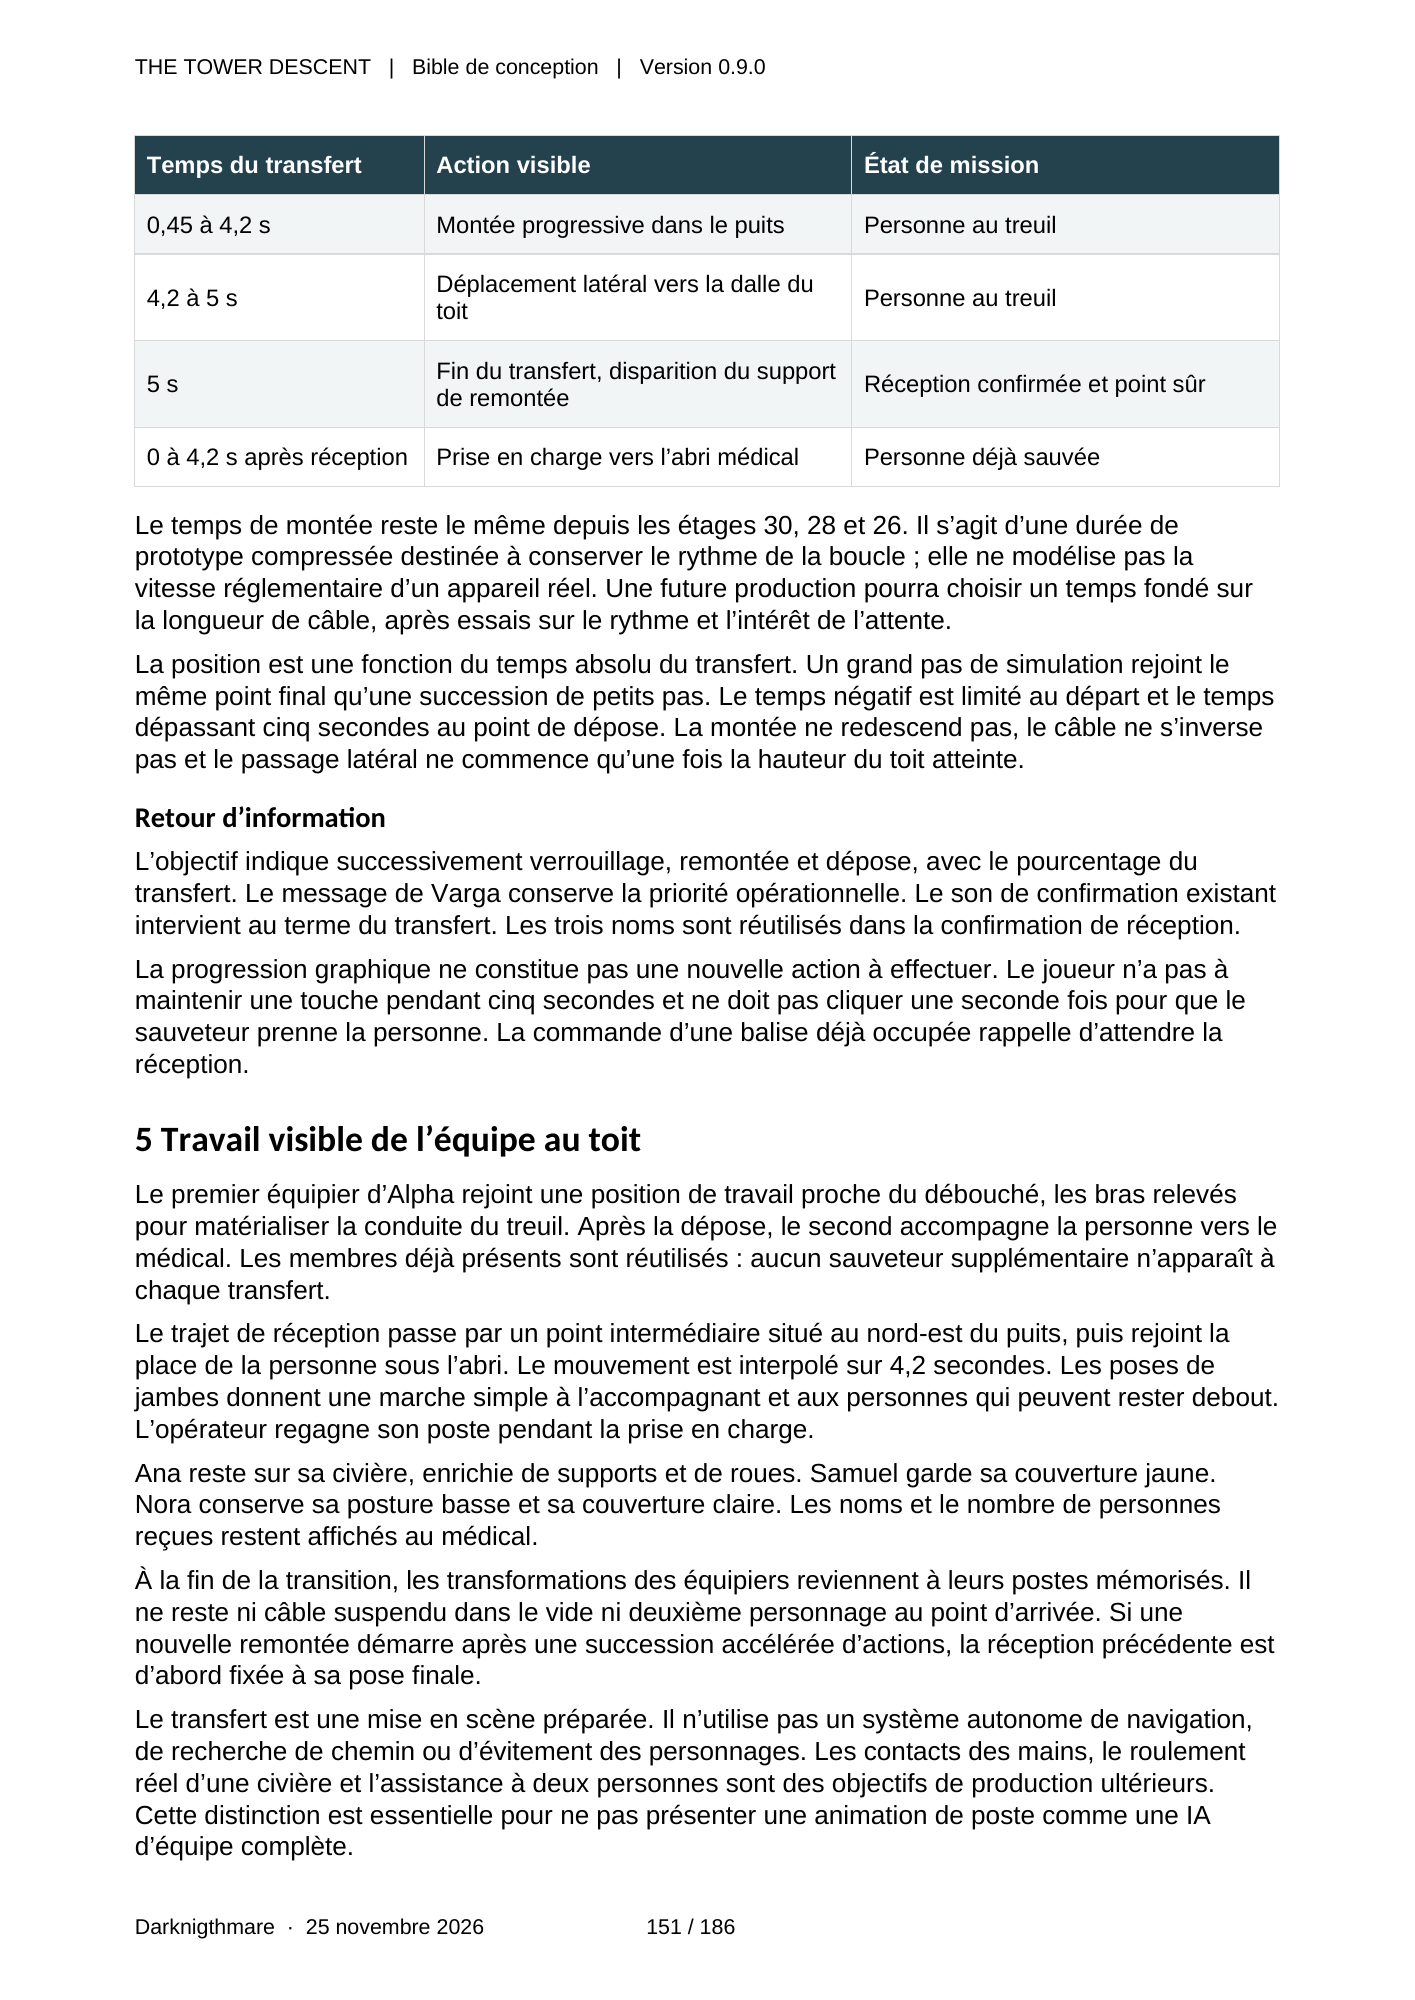 THE TOWER DESCENT | Bible de conception | Version 0.9.0
Temps du transfert Action visible État de mission
0,45 à 4,2 s Montée progressive dans le puits Personne au treuil
4,2 à 5 s Déplacement latéral vers la dalle du toit Personne au treuil
5 s Fin du transfert, disparition du support de remontée Réception confirmée et point sûr
0 à 4,2 s après réception Prise en charge vers l’abri médical Personne déjà sauvée
Le temps de montée reste le même depuis les étages 30, 28 et 26. Il s’agit d’une durée de
prototype compressée destinée à conserver le rythme de la boucle ; elle ne modélise pas la
vitesse réglementaire d’un appareil réel. Une future production pourra choisir un temps fondé sur
la longueur de câble, après essais sur le rythme et l’intérêt de l’attente.
La position est une fonction du temps absolu du transfert. Un grand pas de simulation rejoint le
même point final qu’une succession de petits pas. Le temps négatif est limité au départ et le temps
dépassant cinq secondes au point de dépose. La montée ne redescend pas, le câble ne s’inverse
pas et le passage latéral ne commence qu’une fois la hauteur du toit atteinte.
Retour d’information
L’objectif indique successivement verrouillage, remontée et dépose, avec le pourcentage du
transfert. Le message de Varga conserve la priorité opérationnelle. Le son de confirmation existant
intervient au terme du transfert. Les trois noms sont réutilisés dans la confirmation de réception.
La progression graphique ne constitue pas une nouvelle action à effectuer. Le joueur n’a pas à
maintenir une touche pendant cinq secondes et ne doit pas cliquer une seconde fois pour que le
sauveteur prenne la personne. La commande d’une balise déjà occupée rappelle d’attendre la
réception.
5 Travail visible de l’équipe au toit
Le premier équipier d’Alpha rejoint une position de travail proche du débouché, les bras relevés
pour matérialiser la conduite du treuil. Après la dépose, le second accompagne la personne vers le
médical. Les membres déjà présents sont réutilisés : aucun sauveteur supplémentaire n’apparaît à
chaque transfert.
Le trajet de réception passe par un point intermédiaire situé au nord-est du puits, puis rejoint la
place de la personne sous l’abri. Le mouvement est interpolé sur 4,2 secondes. Les poses de
jambes donnent une marche simple à l’accompagnant et aux personnes qui peuvent rester debout.
L’opérateur regagne son poste pendant la prise en charge.
Ana reste sur sa civière, enrichie de supports et de roues. Samuel garde sa couverture jaune.
Nora conserve sa posture basse et sa couverture claire. Les noms et le nombre de personnes
reçues restent affichés au médical.
À la fin de la transition, les transformations des équipiers reviennent à leurs postes mémorisés. Il
ne reste ni câble suspendu dans le vide ni deuxième personnage au point d’arrivée. Si une
nouvelle remontée démarre après une succession accélérée d’actions, la réception précédente est
d’abord fixée à sa pose finale.
Le transfert est une mise en scène préparée. Il n’utilise pas un système autonome de navigation,
de recherche de chemin ou d’évitement des personnages. Les contacts des mains, le roulement
réel d’une civière et l’assistance à deux personnes sont des objectifs de production ultérieurs.
Cette distinction est essentielle pour ne pas présenter une animation de poste comme une IA
d’équipe complète.
Darknigthmare · 25 novembre 2026 151 / 186